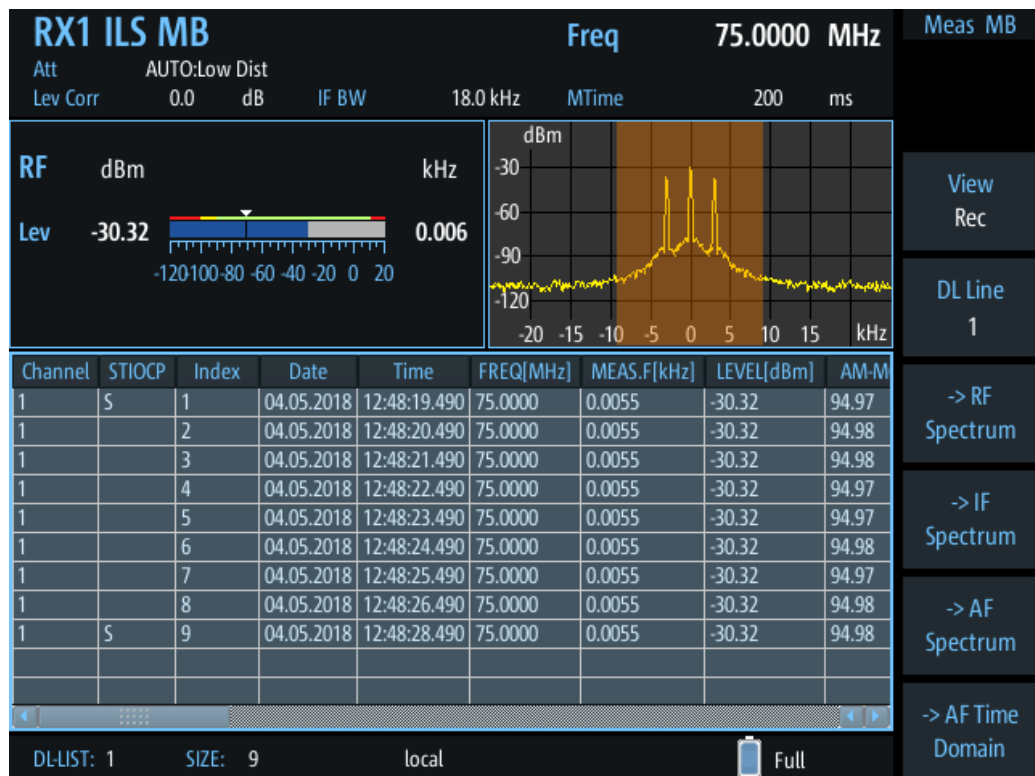 RX1 ILS MB Freq 75.0000 MHz
Att AUTO:Low Dist
Lev Corr 0.0 dB IF BW 18.0 kHz MTime 200 ms
RF dBm kHz
Lev -30.32 0.006
-120 -100 -80 -60 -40 -20 0 20
dBm
-30
-60
-90
-120
-20 -15 -10 -5 0 5 10 15 kHz
Channel STIOCP Index Date Time FREQ[MHz] MEAS.F[kHz] LEVEL[dBm] AM-M
1 S 1 04.05.2018 12:48:19.490 75.0000 0.0055 -30.32 94.97
1 2 04.05.2018 12:48:20.490 75.0000 0.0055 -30.32 94.98
1 3 04.05.2018 12:48:21.490 75.0000 0.0055 -30.32 94.98
1 4 04.05.2018 12:48:22.490 75.0000 0.0055 -30.32 94.97
1 5 04.05.2018 12:48:23.490 75.0000 0.0055 -30.32 94.97
1 6 04.05.2018 12:48:24.490 75.0000 0.0055 -30.32 94.98
1 7 04.05.2018 12:48:25.490 75.0000 0.0055 -30.32 94.97
1 8 04.05.2018 12:48:26.490 75.0000 0.0055 -30.32 94.98
1 S 9 04.05.2018 12:48:28.490 75.0000 0.0055 -30.32 94.98
DL-LIST: 1 SIZE: 9 local Full
Meas MB
View
Rec
DL Line
1
-> RF
Spectrum
-> IF
Spectrum
-> AF
Spectrum
-> AF Time
Domain